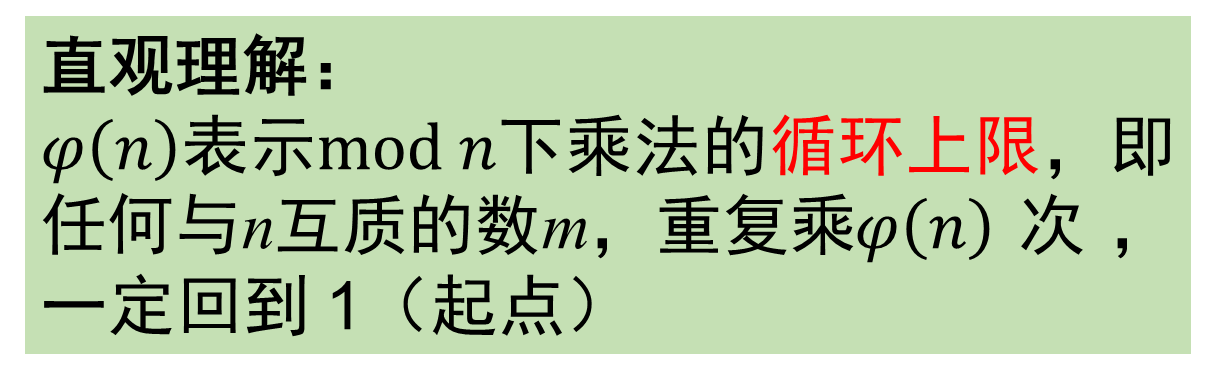 直观理解：
𝜑(𝑛)表示mod 𝑛下乘法的循环上限，即
任何与𝑛互质的数𝑚，重复乘𝜑(𝑛) 次 ，
一定回到 1（起点）